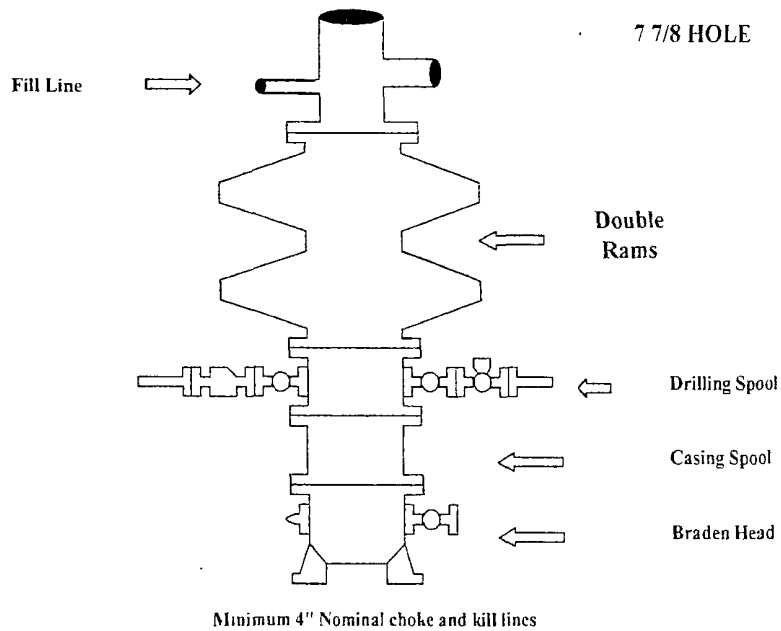 7 7/8 HOLE
Fill Line
Double
Rams
Drilling Spool
Casing Spool
Braden Head
Minimum 4" Nominal choke and kill lines